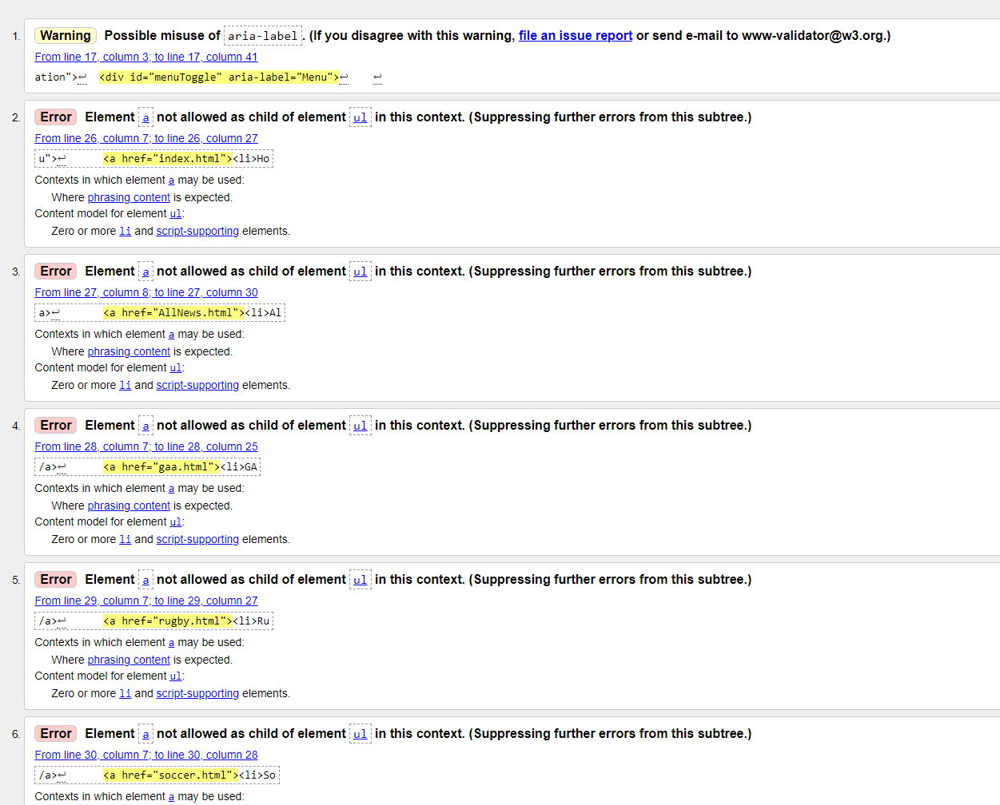 1. Warning Possible misuse of aria-label. (If you disagree with this warning, file an issue report or send e-mail to www-validator@w3.org.)
From line 17, column 3; to line 17, column 41
ation">↩ <div id="menuToggle" aria-label="Menu">↩ ↩
2. Error Element a not allowed as child of element ul in this context. (Suppressing further errors from this subtree.)
From line 26, column 7; to line 26, column 27
u">↩ <a href="index.html"><li>Ho
Contexts in which element a may be used:
Where phrasing content is expected.
Content model for element ul:
Zero or more li and script-supporting elements.
3. Error Element a not allowed as child of element ul in this context. (Suppressing further errors from this subtree.)
From line 27, column 8; to line 27, column 30
a>↩ <a href="AllNews.html"><li>Al
Contexts in which element a may be used:
Where phrasing content is expected.
Content model for element ul:
Zero or more li and script-supporting elements.
4. Error Element a not allowed as child of element ul in this context. (Suppressing further errors from this subtree.)
From line 28, column 7; to line 28, column 25
/a>↩ <a href="gaa.html"><li>GA
Contexts in which element a may be used:
Where phrasing content is expected.
Content model for element ul:
Zero or more li and script-supporting elements.
5. Error Element a not allowed as child of element ul in this context. (Suppressing further errors from this subtree.)
From line 29, column 7; to line 29, column 27
/a>↩ <a href="rugby.html"><li>Ru
Contexts in which element a may be used:
Where phrasing content is expected.
Content model for element ul:
Zero or more li and script-supporting elements.
6. Error Element a not allowed as child of element ul in this context. (Suppressing further errors from this subtree.)
From line 30, column 7; to line 30, column 28
/a>↩ <a href="soccer.html"><li>So
Contexts in which element a may be used: